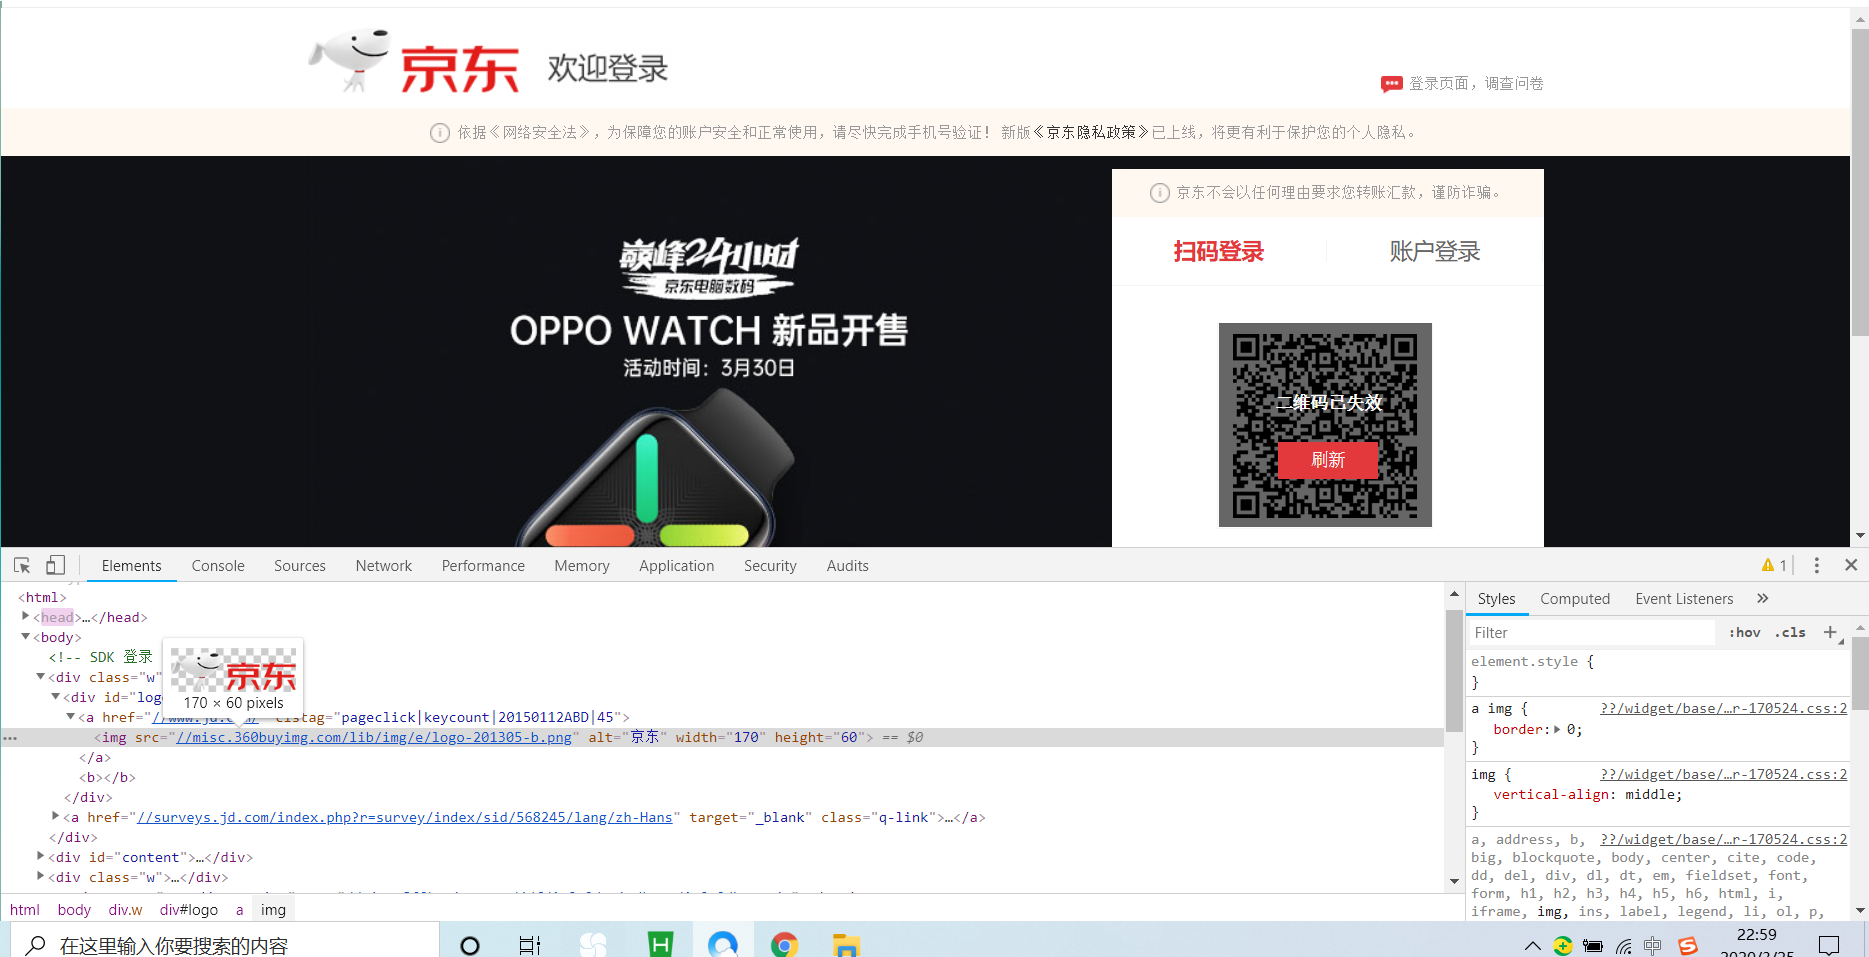 京东 欢迎登录
登录页面，调查问卷
依据《网络安全法》，为保障您的账户安全和正常使用，请尽快完成手机号验证！ 新版《京东隐私政策》已上线，将更有利于保护您的个人隐私。
京东不会以任何理由要求您转账汇款，谨防诈骗。
扫码登录 账户登录
巅峰24小时
京东电脑数码
OPPO WATCH 新品开售
活动时间：3月30日
二维码已失效
刷新
Elements Console Sources Network Performance Memory Application Security Audits 1
<html>
<head>…</head>
<body>
<!-- SDK 登录
<div class="w"
<div id="log
京东
170 × 60 pixels
<a href="//www.jd.com/" clstag="pageclick|keycount|20150112ABD|45">
<img src="//misc.360buyimg.com/lib/img/e/logo-201305-b.png" alt="京东" width="170" height="60"> == $0
</a>
<b></b>
</div>
<a href="//surveys.jd.com/index.php?r=survey/index/sid/568245/lang/zh-Hans" target="_blank" class="q-link">…</a>
</div>
<div id="content">…</div>
<div class="w">…</div>
html body div.w div#logo a img
Styles Computed Event Listeners »
Filter :hov .cls +
element.style {
}
a img { ??/widget/base/…r-170524.css:2
border: 0;
}
img { ??/widget/base/…r-170524.css:2
vertical-align: middle;
}
a, address, b, ??/widget/base/…r-170524.css:2
big, blockquote, body, center, cite, code,
dd, del, div, dl, dt, em, fieldset, font,
form, h1, h2, h3, h4, h5, h6, html, i,
iframe, img, ins, label, legend, li, ol, p,
在这里输入你要搜索的内容
中
22:59
2020/3/25